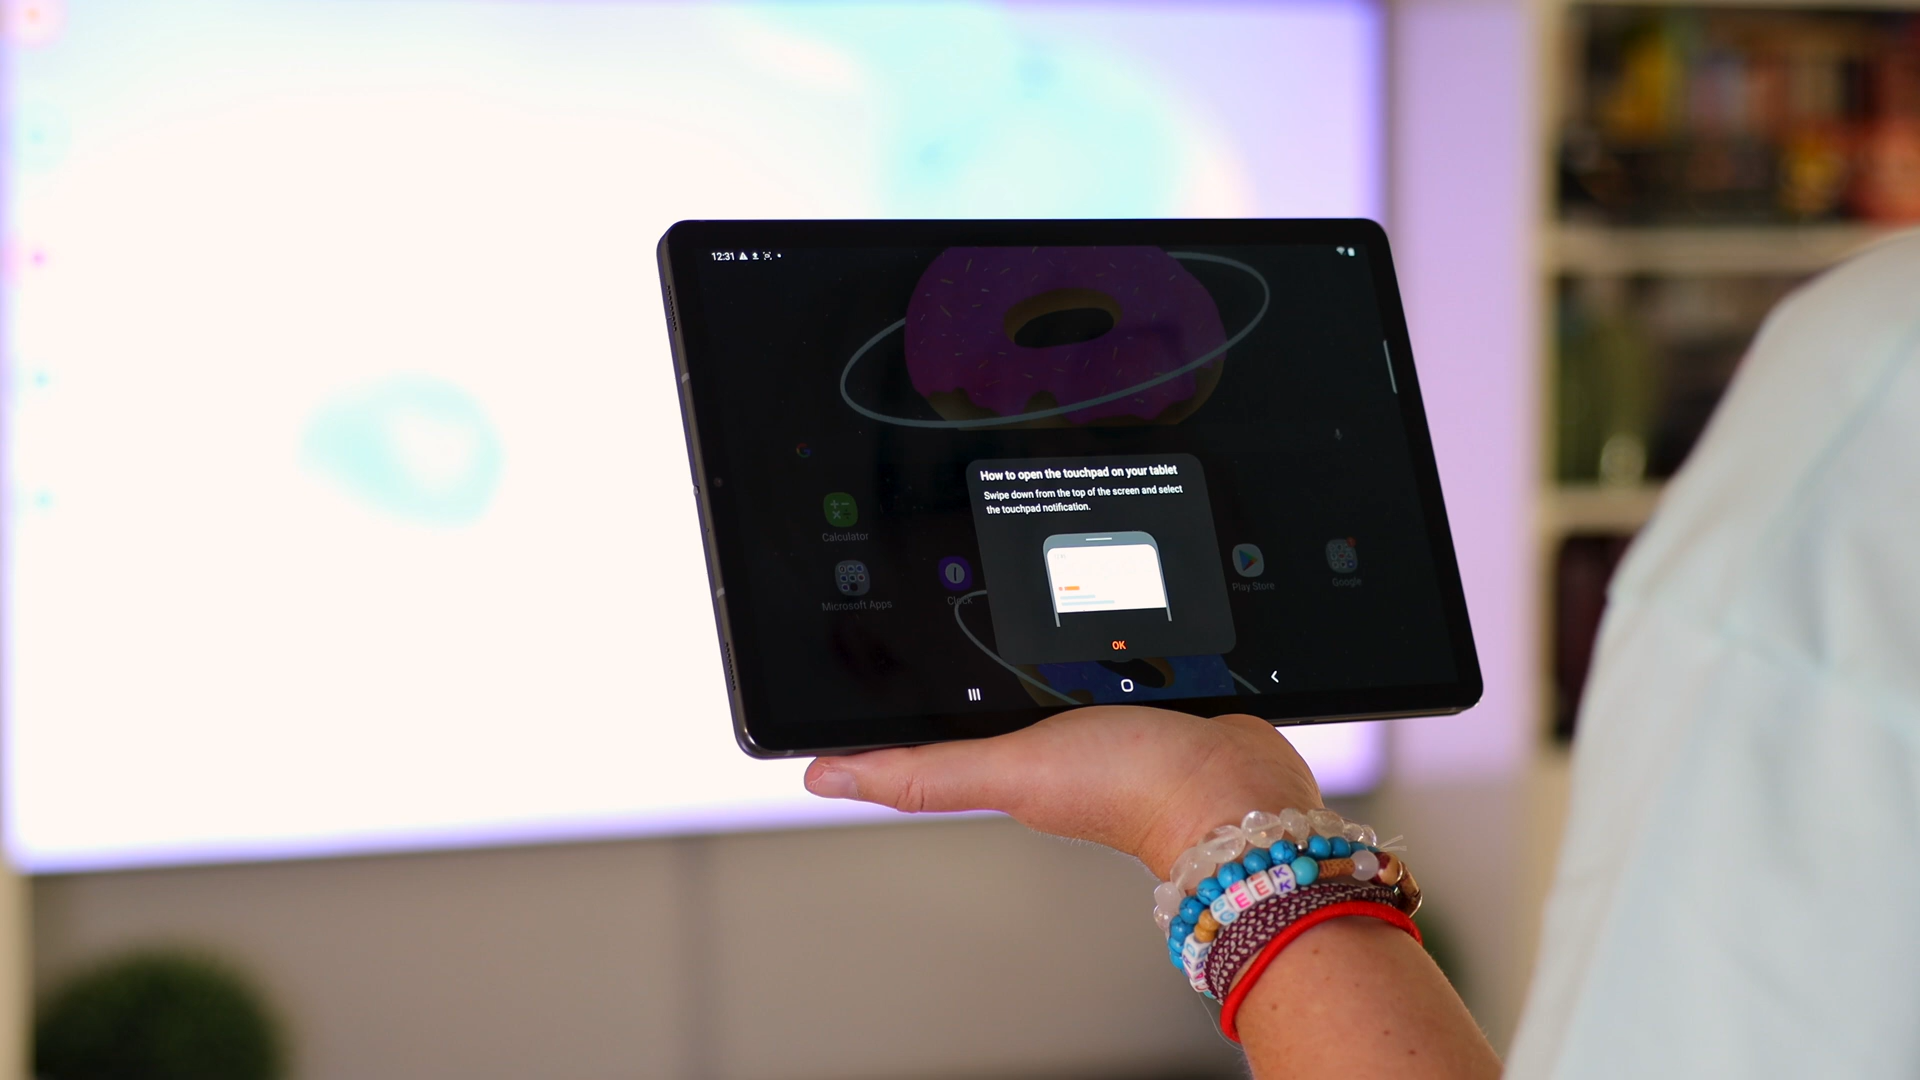 12:31
How to open the touchpad on your tablet
Swipe down from the top of the screen and select
the touchpad notification.
OK
Calculator
Microsoft Apps
Clock
Play Store
Google
GEEK